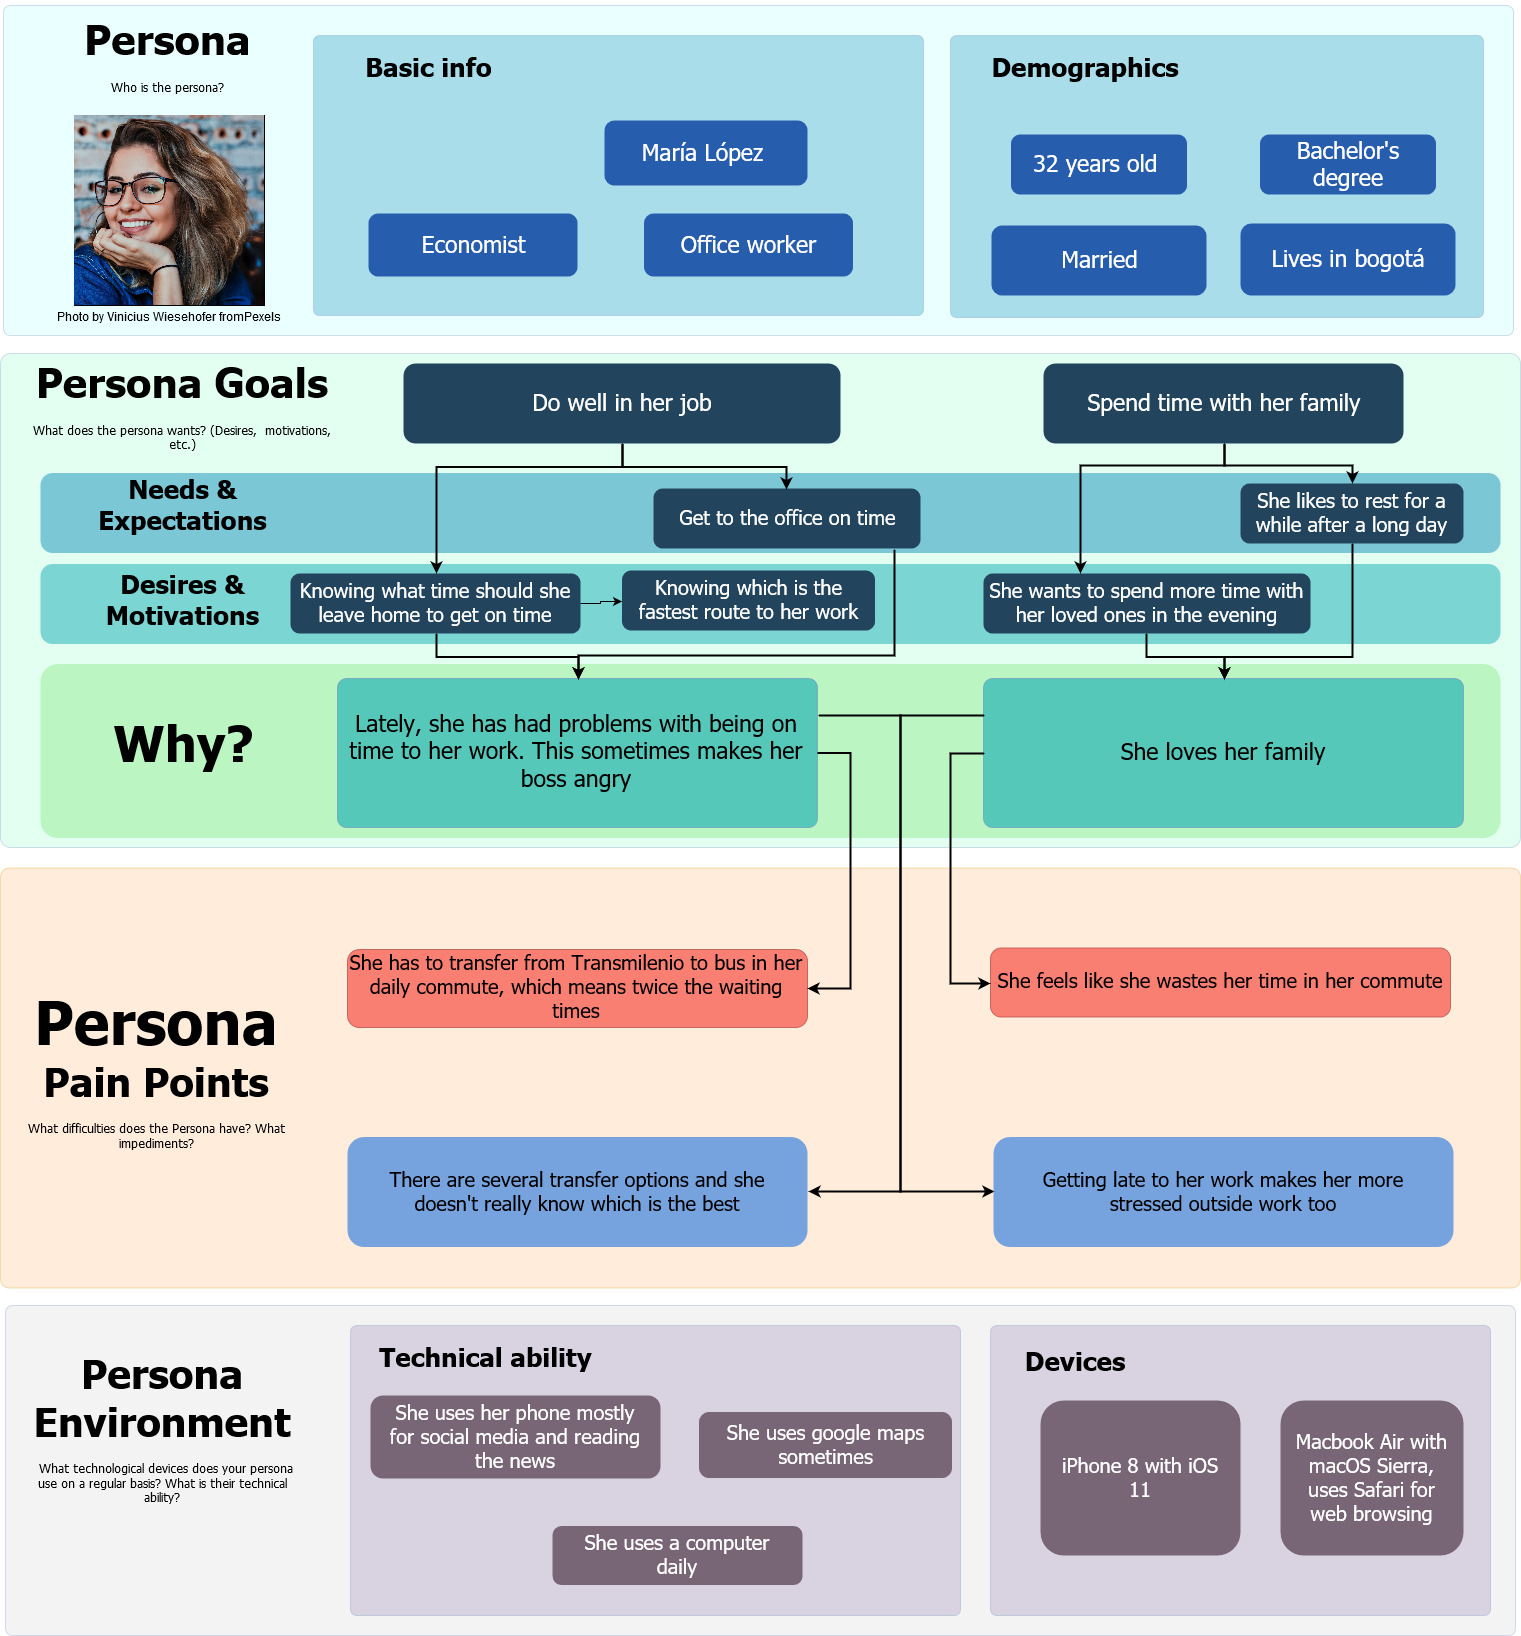 Persona
Who is the persona?
Photo by Vinicius Wiesehofer fromPexels
Basic info
María López
Economist
Office worker
Demographics
32 years old
Bachelor's
degree
Married
Lives in bogotá
Persona Goals
What does the persona wants? (Desires, motivations,
etc.)
Do well in her job
Spend time with her family
Needs &
Expectations
Get to the office on time
She likes to rest for a
while after a long day
Desires &
Motivations
Knowing what time should she
leave home to get on time
Knowing which is the
fastest route to her work
She wants to spend more time with
her loved ones in the evening
Why?
Lately, she has had problems with being on
time to her work. This sometimes makes her
boss angry
She loves her family
Persona
Pain Points
What difficulties does the Persona have? What
impediments?
She has to transfer from Transmilenio to bus in her
daily commute, which means twice the waiting
times
She feels like she wastes her time in her commute
There are several transfer options and she
doesn't really know which is the best
Getting late to her work makes her more
stressed outside work too
Persona
Environment
What technological devices does your persona
use on a regular basis? What is their technical
ability?
Technical ability
She uses her phone mostly
for social media and reading
the news
She uses google maps
sometimes
She uses a computer
daily
Devices
iPhone 8 with iOS
11
Macbook Air with
macOS Sierra,
uses Safari for
web browsing